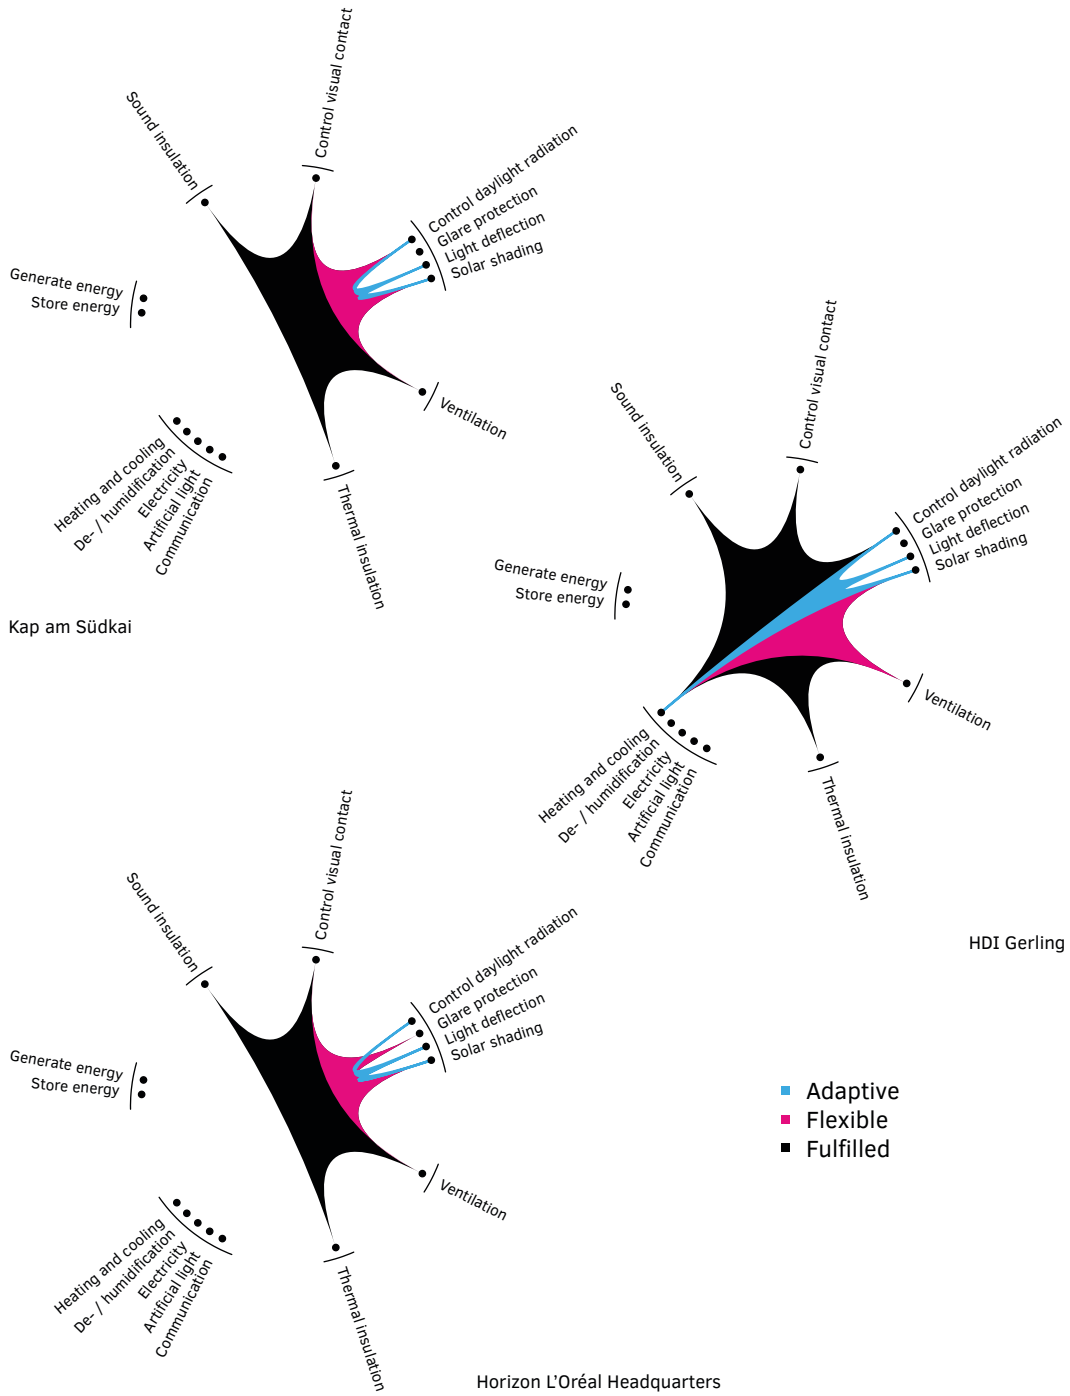 Control visual contact
Sound insulation
Control daylight radiation
Glare protection
Light deflection
Solar shading
Generate energy
Store energy
Ventilation
Heating and cooling
De- / humidification
Electricity
Artificial light
Communication
Thermal insulation
Kap am Südkai
Control visual contact
Sound insulation
Control daylight radiation
Glare protection
Light deflection
Solar shading
Generate energy
Store energy
Ventilation
Heating and cooling
De- / humidification
Electricity
Artificial light
Communication
Thermal insulation
HDI Gerling
Control visual contact
Sound insulation
Control daylight radiation
Glare protection
Light deflection
Solar shading
Generate energy
Store energy
Ventilation
Heating and cooling
De- / humidification
Electricity
Artificial light
Communication
Thermal insulation
Horizon L’Oréal Headquarters
Adaptive
Flexible
Fulfilled